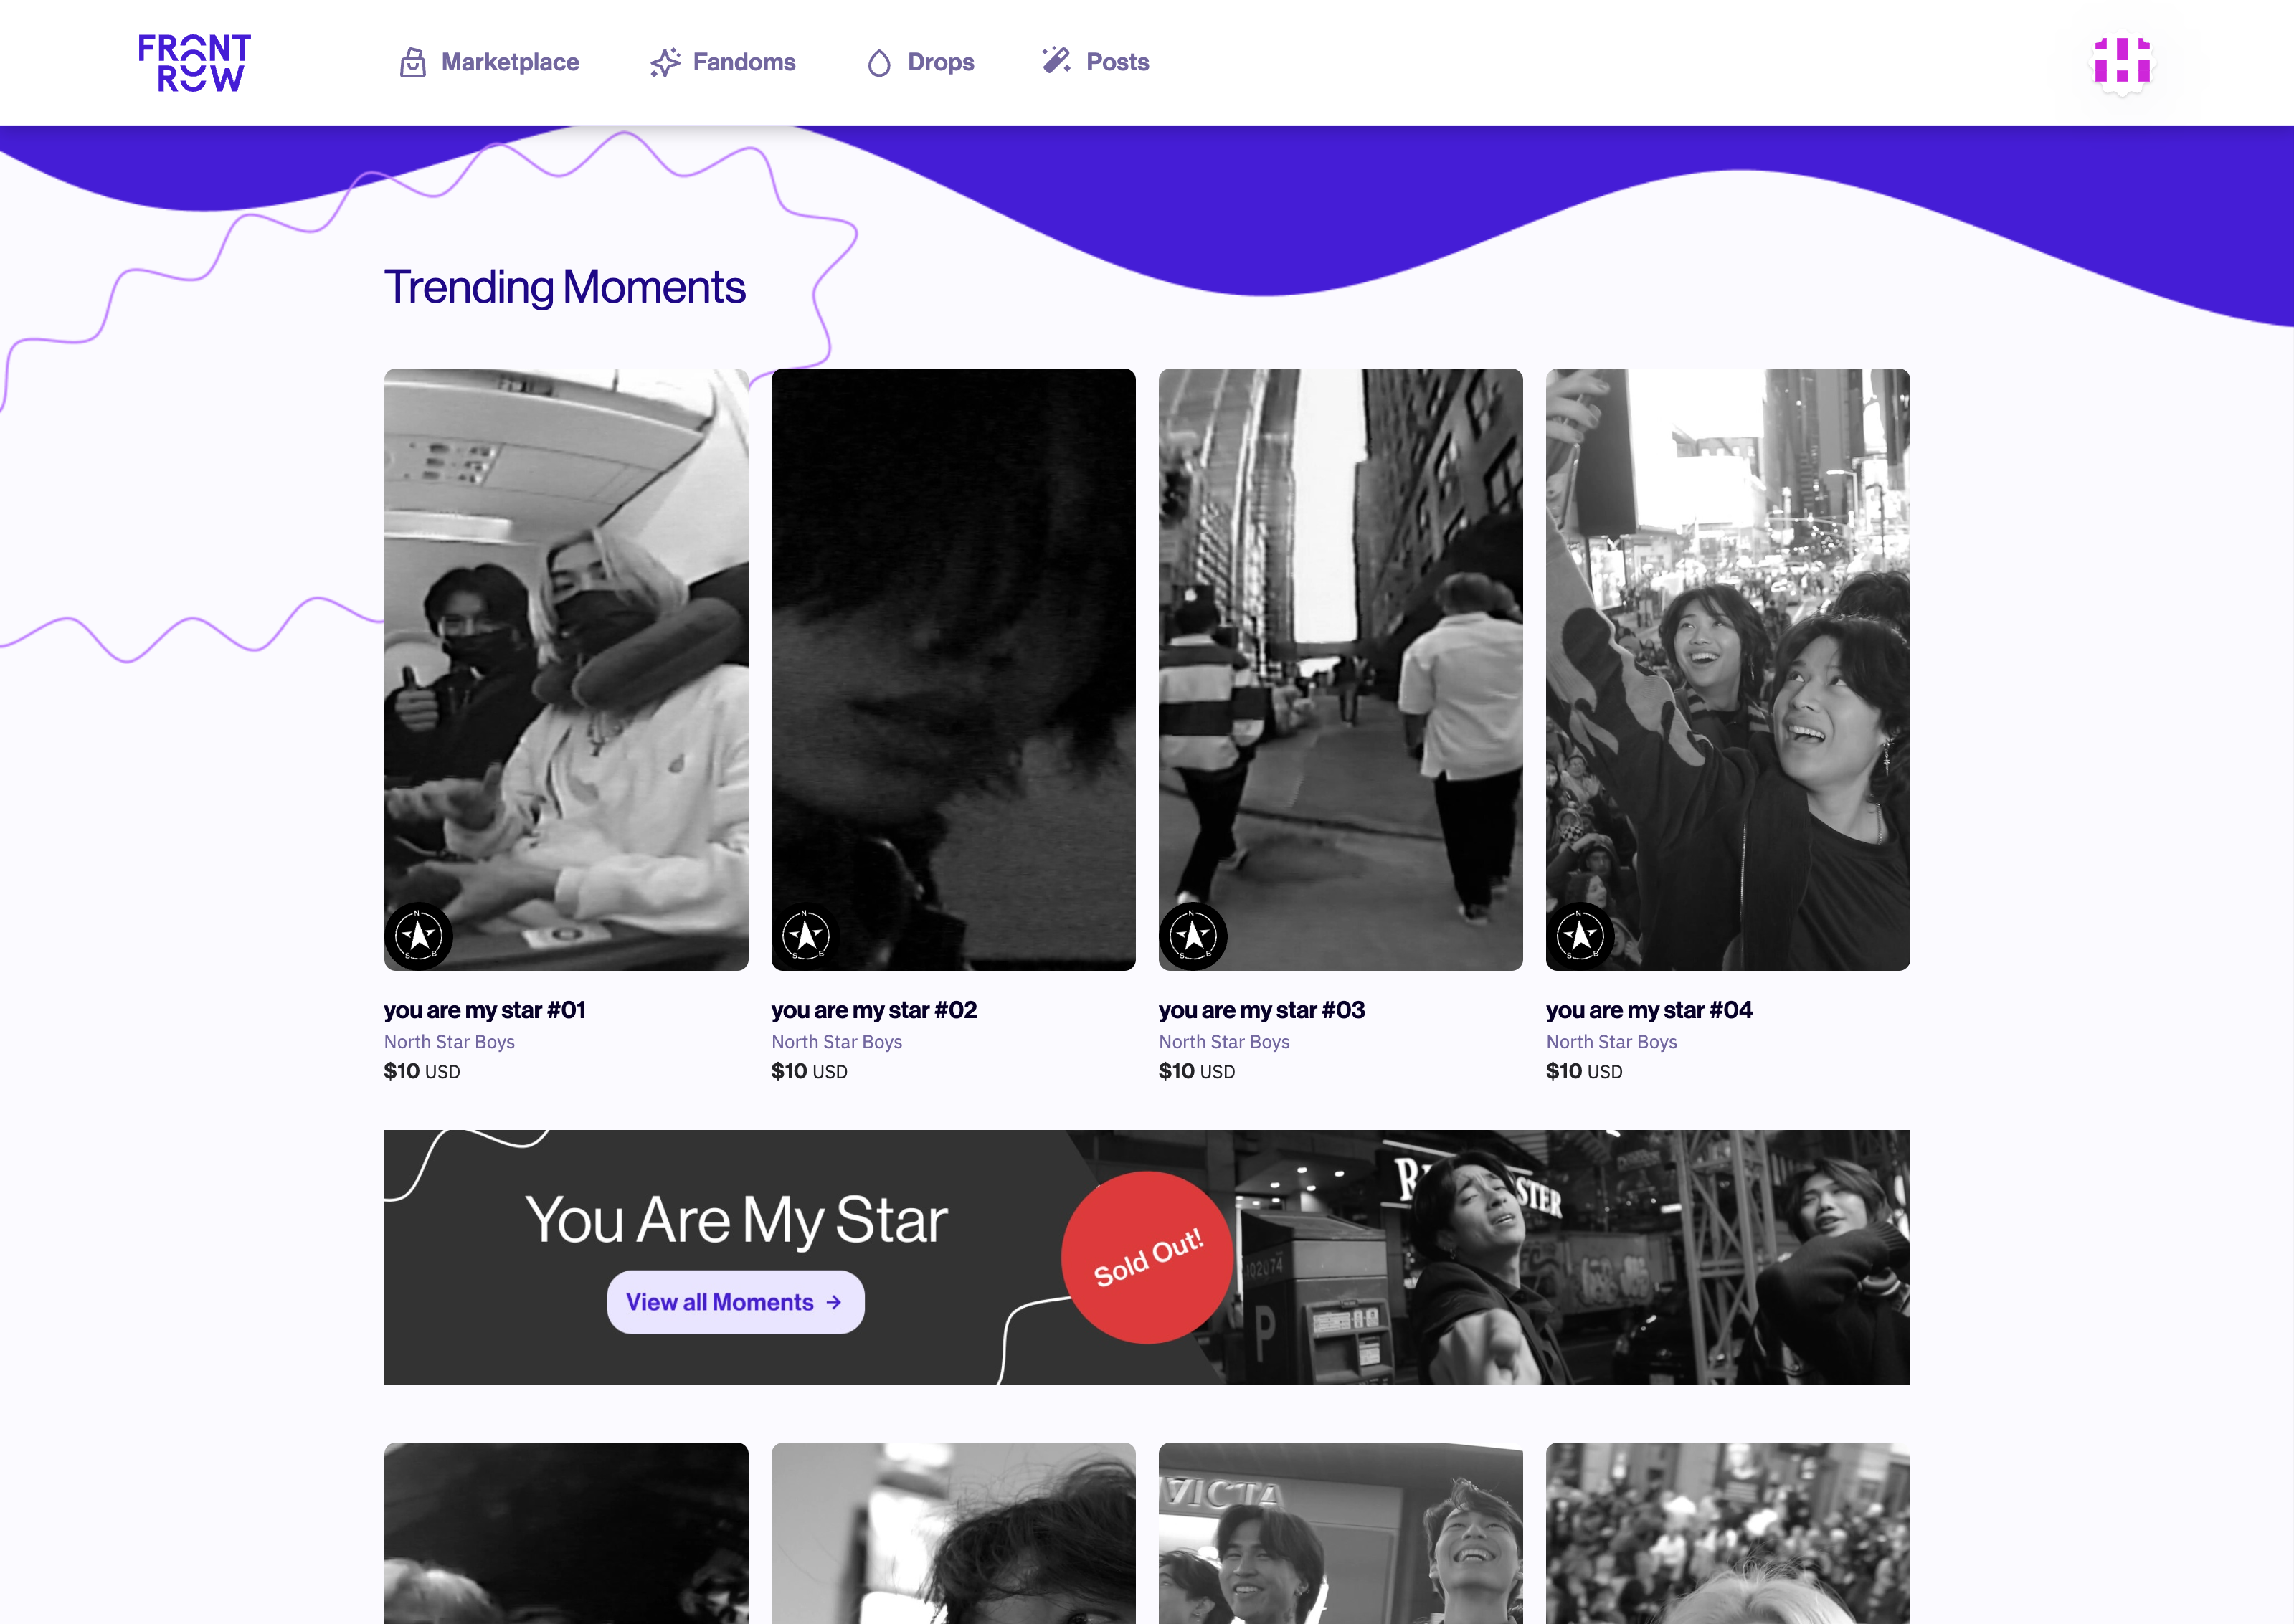 FRONT
ROW
Marketplace
Fandoms
Drops
Posts
Trending Moments
N
S B
N
S B
N
S B
N
S B
you are my star #01
North Star Boys
$10 USD
you are my star #02
North Star Boys
$10 USD
you are my star #03
North Star Boys
$10 USD
you are my star #04
North Star Boys
$10 USD
You Are My Star
View all Moments →
Sold Out!
STER
P
VICTA